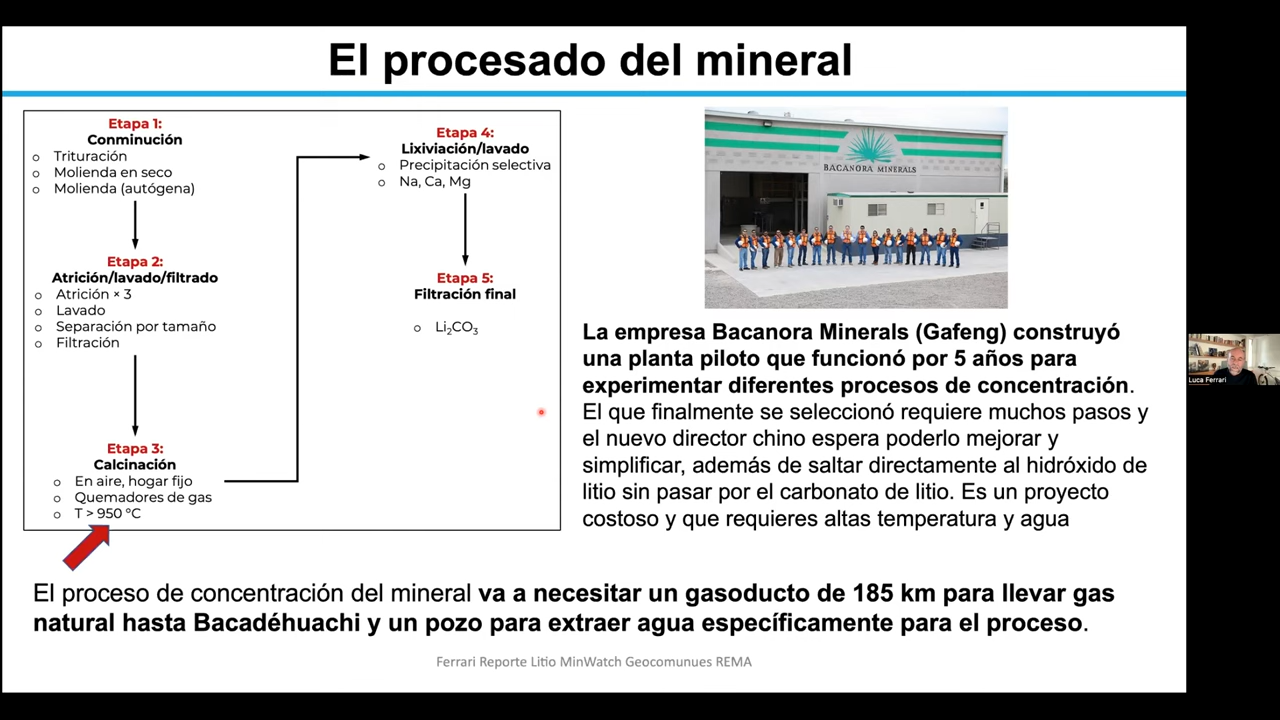 El procesado del mineral
Etapa 1:
Conminución
o Trituración
o Molienda en seco
o Molienda (autógena)
Etapa 2:
Atrición/lavado/filtrado
o Atrición × 3
o Lavado
o Separación por tamaño
o Filtración
Etapa 3:
Calcinación
o En aire, hogar fijo
o Quemadores de gas
o T > 950 °C
Etapa 4:
Lixiviación/lavado
o Precipitación selectiva
o Na, Ca, Mg
Etapa 5:
Filtración final
o Li₂CO₃
BACANORA MINERALS
La empresa Bacanora Minerals (Gafeng) construyó
una planta piloto que funcionó por 5 años para
experimentar diferentes procesos de concentración.
El que finalmente se seleccionó requiere muchos pasos y
el nuevo director chino espera poderlo mejorar y
simplificar, además de saltar directamente al hidróxido de
litio sin pasar por el carbonato de litio. Es un proyecto
costoso y que requieres altas temperatura y agua
El proceso de concentración del mineral va a necesitar un gasoducto de 185 km para llevar gas
natural hasta Bacadéhuachi y un pozo para extraer agua específicamente para el proceso.
Ferrari Reporte Litio MinWatch Geocomunues REMA
Luca Ferrari